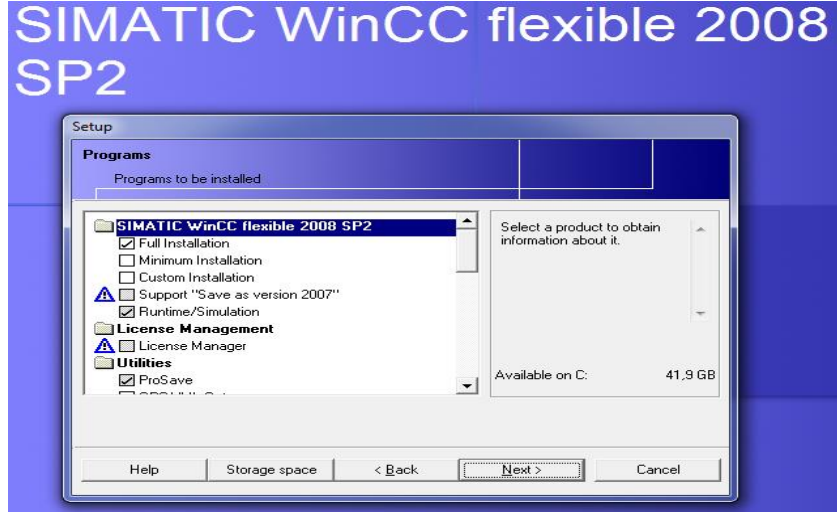 SIMATIC WinCC flexible 2008
SP2
Setup
Programs
Programs to be installed
SIMATIC WinCC flexible 2008 SP2
Full Installation
Minimum Installation
Custom Installation
Support "Save as version 2007"
Runtime/Simulation
License Management
License Manager
Utilities
ProSave
Select a product to obtain
information about it.
Available on C: 41,9 GB
Help Storage space < Back Next > Cancel